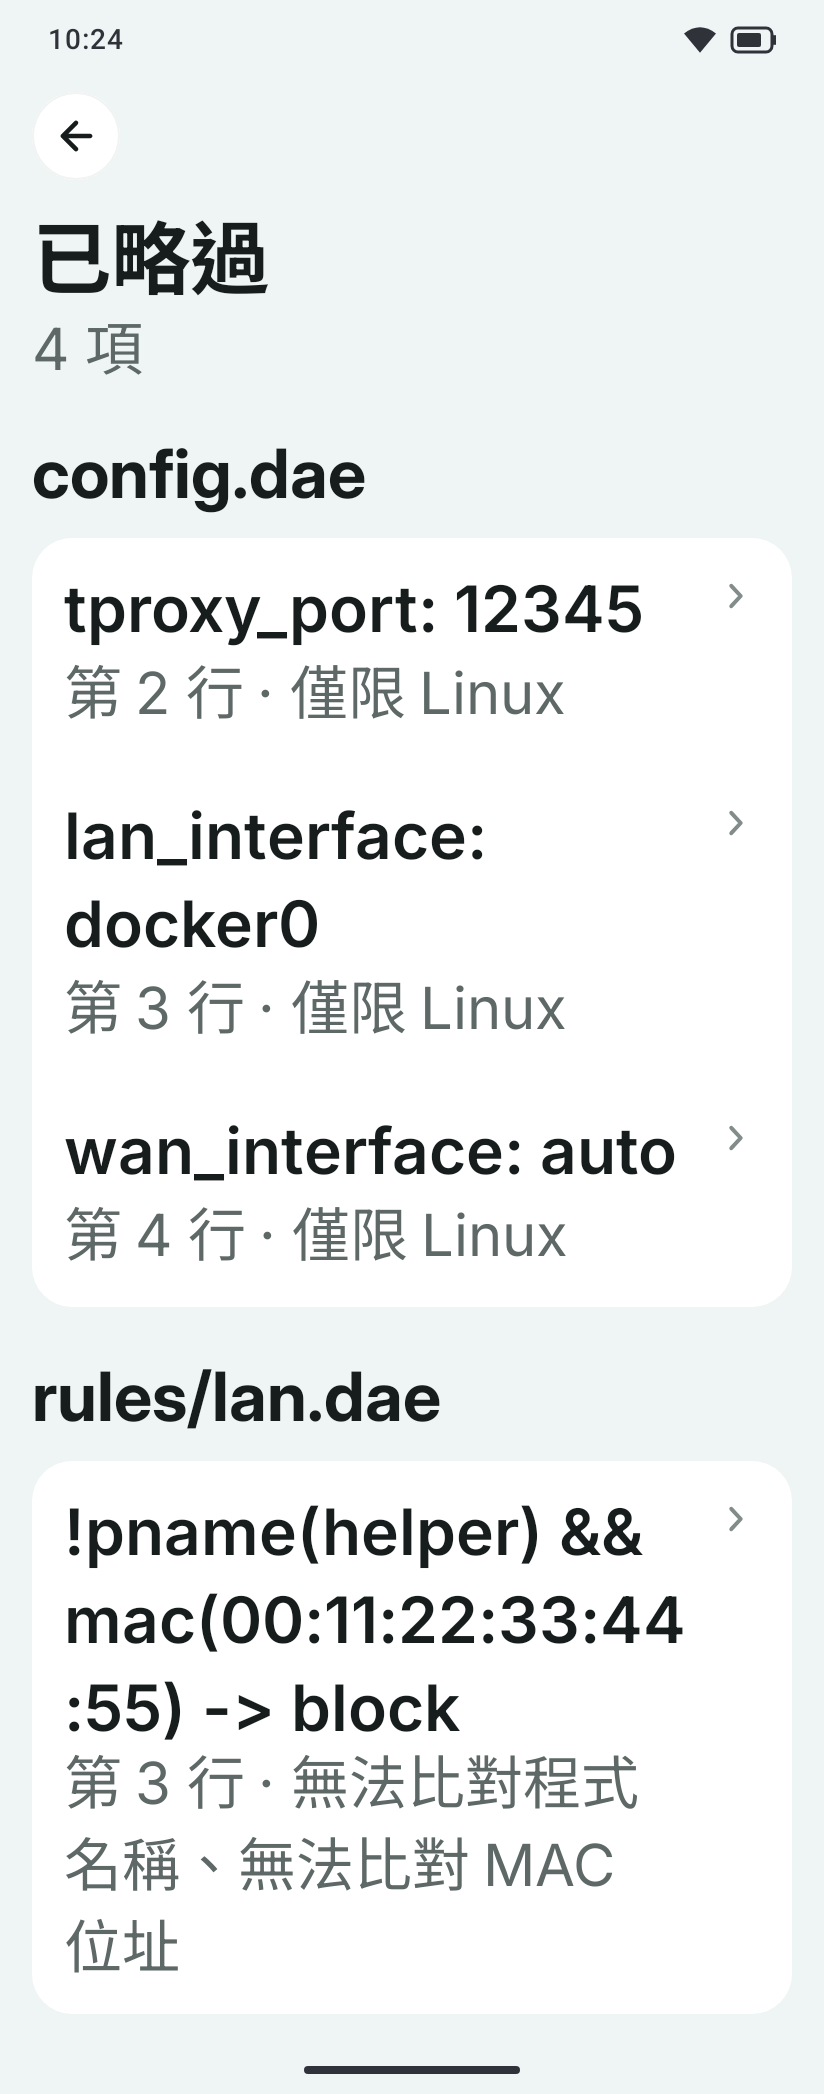 10:24
已略過
4 項
config.dae
tproxy_port: 12345
第 2 行 · 僅限 Linux
lan_interface:
docker0
第 3 行 · 僅限 Linux
wan_interface: auto
第 4 行 · 僅限 Linux
rules/lan.dae
!pname(helper) &&
mac(00:11:22:33:44
:55) -> block
第 3 行 · 無法比對程式
名稱、無法比對 MAC
位址